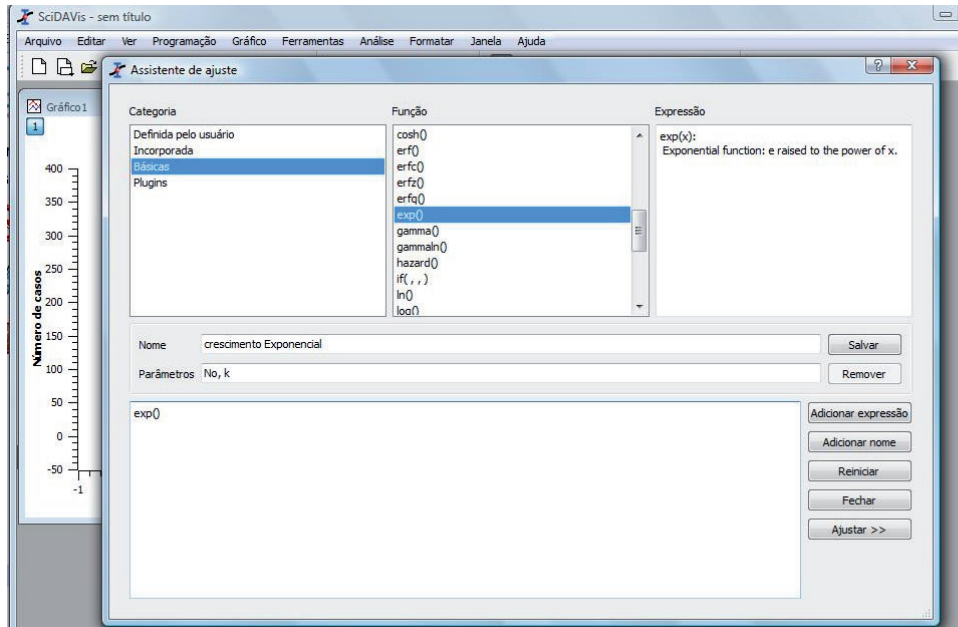 SciDAVis - sem título
Arquivo Editar Ver Programação Gráfico Ferramentas Análise Formatar Janela Ajuda
Assistente de ajuste
Gráfico1
1
Categoria Função Expressão
Definida pelo usuário
Incorporada
Básicas
Plugins
cosh()
erf()
erfc()
erfz()
erfq()
exp()
gamma()
gammaln()
hazard()
if( , , )
ln()
log()
exp(x):
Exponential function: e raised to the power of x.
400
350
300
250
200
150
100
50
0
-50
-1
Número de casos
Nome crescimento Exponencial Salvar
Parâmetros No, k Remover
exp()
Adicionar expressão
Adicionar nome
Reiniciar
Fechar
Ajustar >>